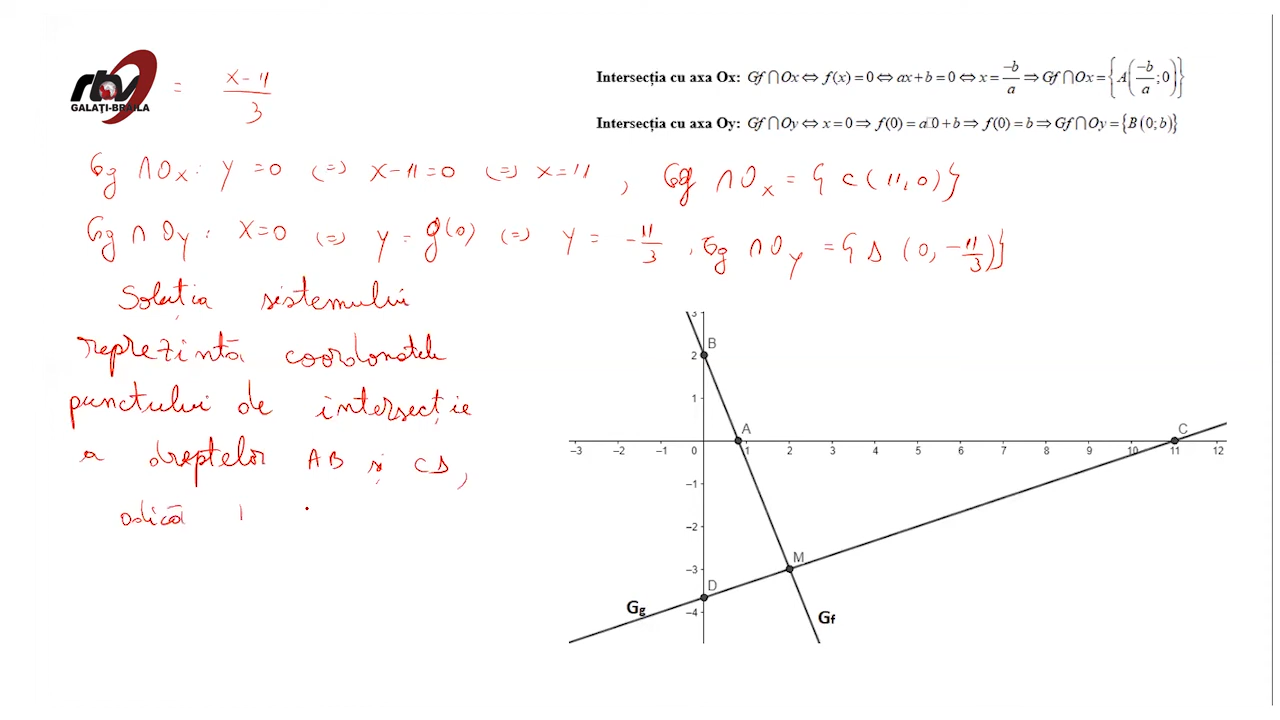 rtv
GALAȚI-BRAILA
= x-11 / 3
Intersecția cu axa Ox: Gf ⋂ Ox ⇔ f(x) = 0 ⇔ ax + b = 0 ⇔ x = -b/a ⇒ Gf ⋂ Ox = {A(-b/a ; 0)}
Intersecția cu axa Oy: Gf ⋂ Oy ⇔ x = 0 ⇒ f(0) = a0 + b ⇒ f(0) = b ⇒ Gf ⋂ Oy = {B(0; b)}
Gg ∩ Ox : y = 0 (=) x-11=0 (=) x=11 , Gg ∩ Ox = { C(11,0)}
Gg ∩ Oy : x=0 (=) y = g(0) (=) y = -11/3 , Gg ∩ Oy = { D (0, -11/3)}
Soluția sistemului
reprezintă coordonatele
punctului de intersecție
a dreptelor AB și CD,
adică
3
2
1
-1
-2
-3
-4
-3 -2 -1 0 1 2 3 4 5 6 7 8 9 10 11 12
B
A
C
M
D
Gg
Gf